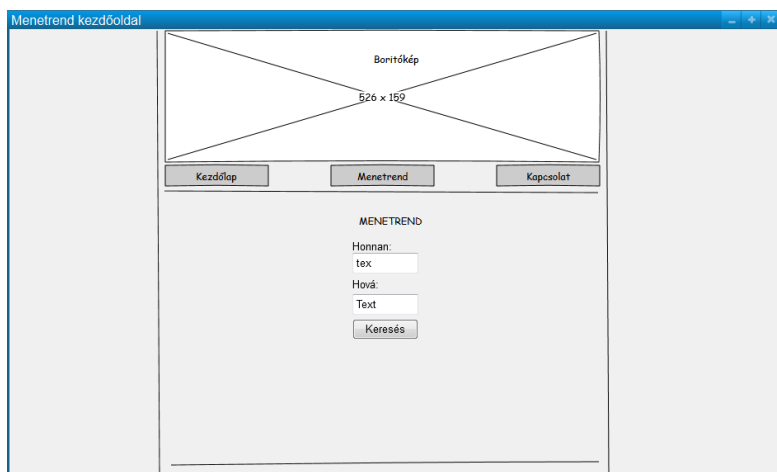 Menetrend kezdőoldal
Borítókép
526 x 159
Kezdőlap
Menetrend
Kapcsolat
MENETREND
Honnan:
tex
Hová:
Text
Keresés